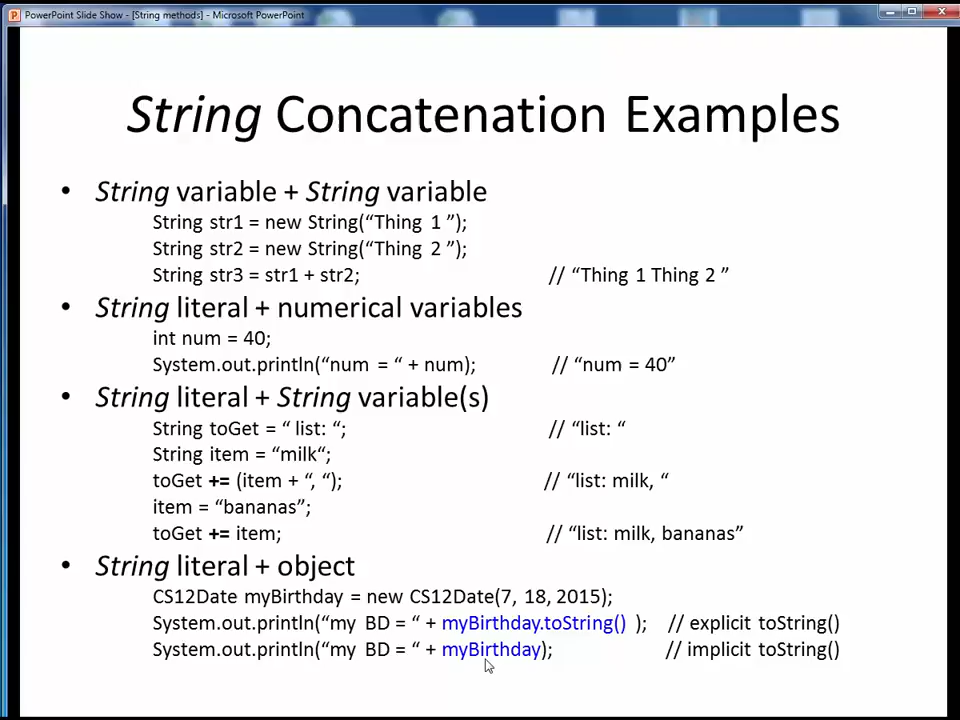 PowerPoint Slide Show - [String methods] - Microsoft PowerPoint
String Concatenation Examples
• String variable + String variable
String str1 = new String(“Thing 1 ”);
String str2 = new String(“Thing 2 ”);
String str3 = str1 + str2; // “Thing 1 Thing 2 ”
• String literal + numerical variables
int num = 40;
System.out.println(“num = “ + num); // “num = 40”
• String literal + String variable(s)
String toGet = “ list: “; // “list: “
String item = “milk“;
toGet += (item + “, “); // “list: milk, “
item = “bananas”;
toGet += item; // “list: milk, bananas”
• String literal + object
CS12Date myBirthday = new CS12Date(7, 18, 2015);
System.out.println(“my BD = “ + myBirthday.toString() ); // explicit toString()
System.out.println(“my BD = “ + myBirthday); // implicit toString()